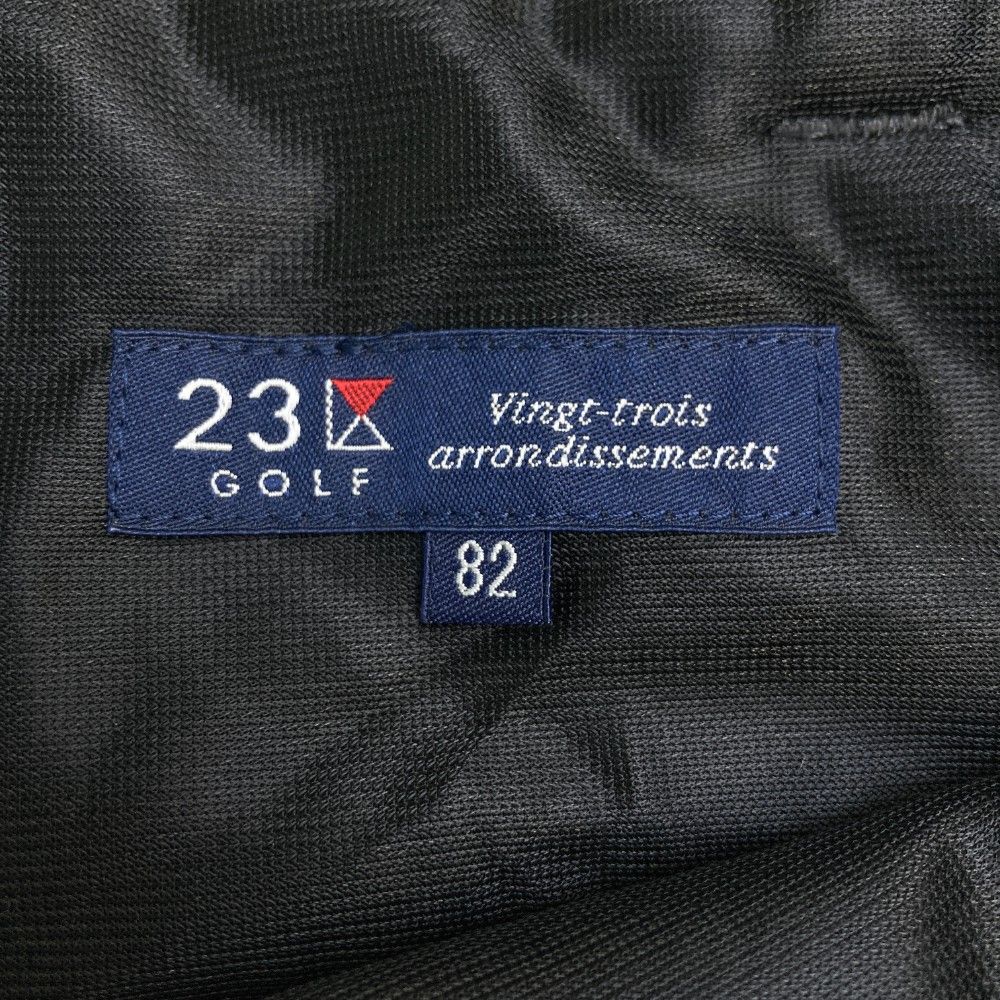 23
GOLF
Vingt-trois
arrondissements
82